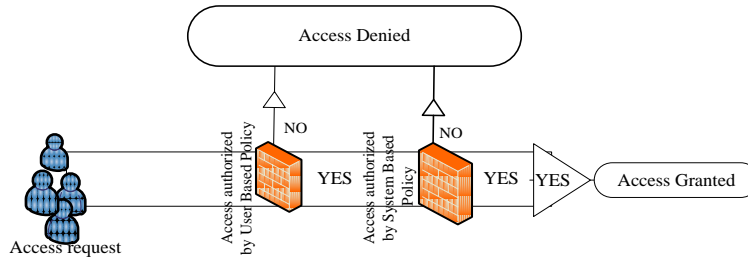 Access Denied
NO
NO
Access authorized
by User Based Policy
YES
Access authorized
by System Based
Policy
YES
YES
Access Granted
Access request